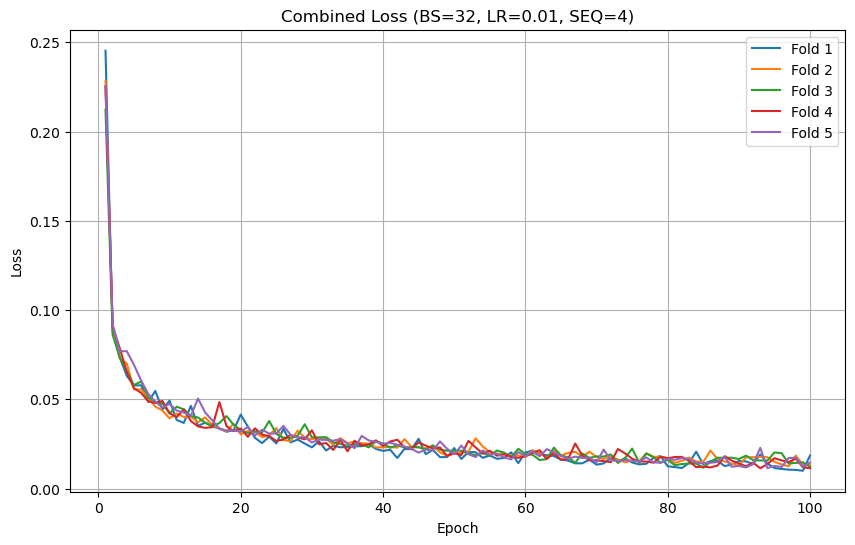 Combined Loss (BS=32, LR=0.01, SEQ=4)
0.25
0.20
0.15
0.10
0.05
0.00
Loss
0
20
40
60
80
100
Epoch
Fold 1
Fold 2
Fold 3
Fold 4
Fold 5